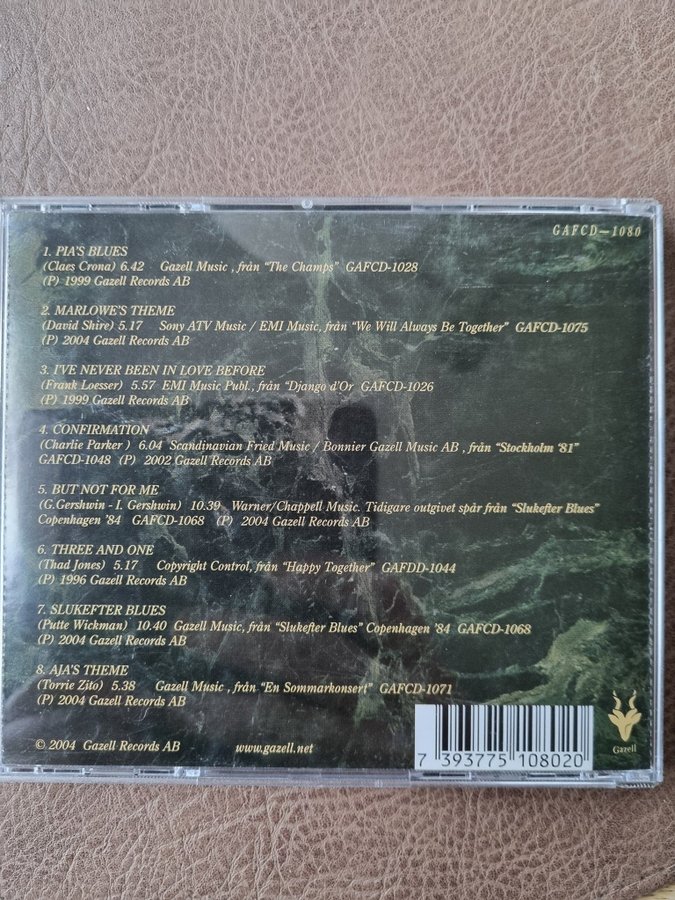 GAFCD-1080
1. PIA'S BLUES
(Claes Crona) 6.42 Gazell Music , från "The Champs" GAFCD-1028
(P) 1999 Gazell Records AB
2. MARLOWE'S THEME
(David Shire) 5.17 Sony ATV Music / EMI Music, från "We Will Always Be Together" GAFCD-1075
(P) 2004 Gazell Records AB
3. I'VE NEVER BEEN IN LOVE BEFORE
(Frank Loesser) 5.57 EMI Music Publ., från "Django d'Or GAFCD-1026
(P) 1999 Gazell Records AB
4. CONFIRMATION
(Charlie Parker ) 6.04 Scandinavian Fried Music / Bonnier Gazell Music AB , från "Stockholm '81"
GAFCD-1048 (P) 2002 Gazell Records AB
5. BUT NOT FOR ME
(G.Gershwin - I. Gershwin) 10.39 Warner/Chappell Music. Tidigare outgivet spår från "Slukefter Blues"
Copenhagen '84 GAFCD-1068 (P) 2004 Gazell Records AB
6. THREE AND ONE
(Thad Jones) 5.17 Copyright Control, från "Happy Together" GAFDD-1044
(P) 1996 Gazell Records AB
7. SLUKEFTER BLUES
(Putte Wickman) 10.40 Gazell Music, från "Slukefter Blues" Copenhagen '84 GAFCD-1068
(P) 2004 Gazell Records AB
8. AJA'S THEME
(Torrie Zito) 5.38 Gazell Music , från "En Sommarkonsert" GAFCD-1071
(P) 2004 Gazell Records AB
© 2004 Gazell Records AB www.gazell.net
7 393775 108020
Gazell